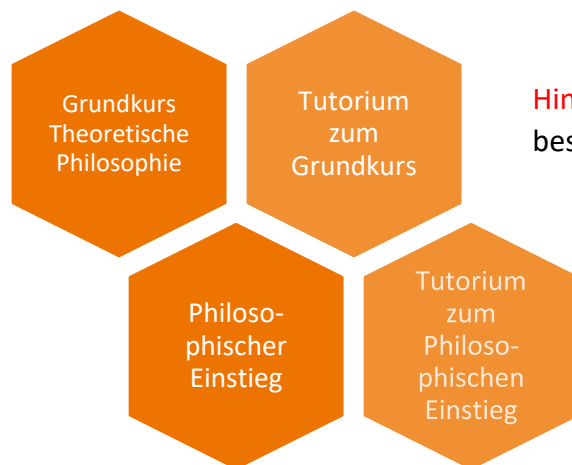 Grundkurs
Theoretische
Philosophie
Tutorium
zum
Grundkurs
Philoso-
phischer
Einstieg
Tutorium
zum
Philoso-
phischen
Einstieg